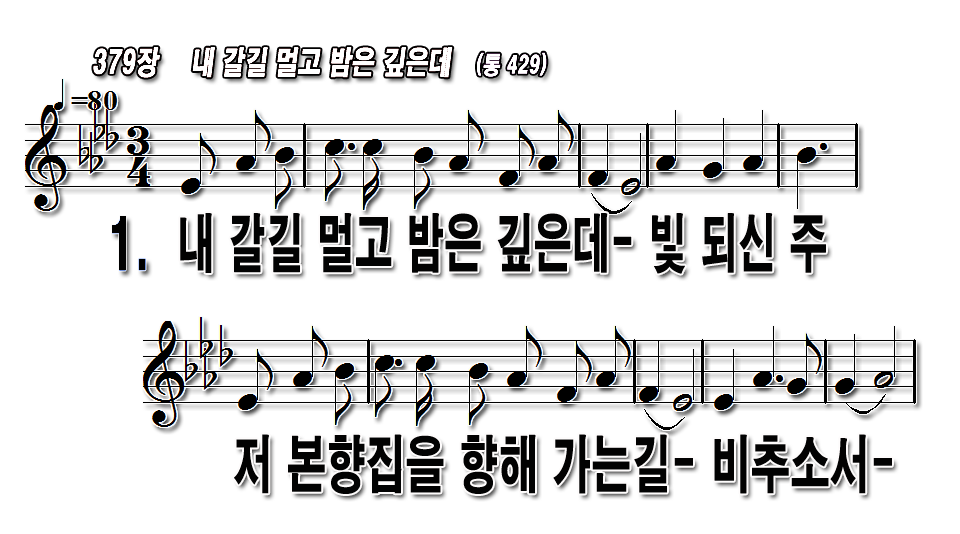 379장 내 갈길 멀고 밤은 깊은데 (통 429)
♩=80
3/4
1. 내 갈길 멀고 밤은 깊은데- 빛 되신 주
저 본향집을 향해 가는길- 비추소서-